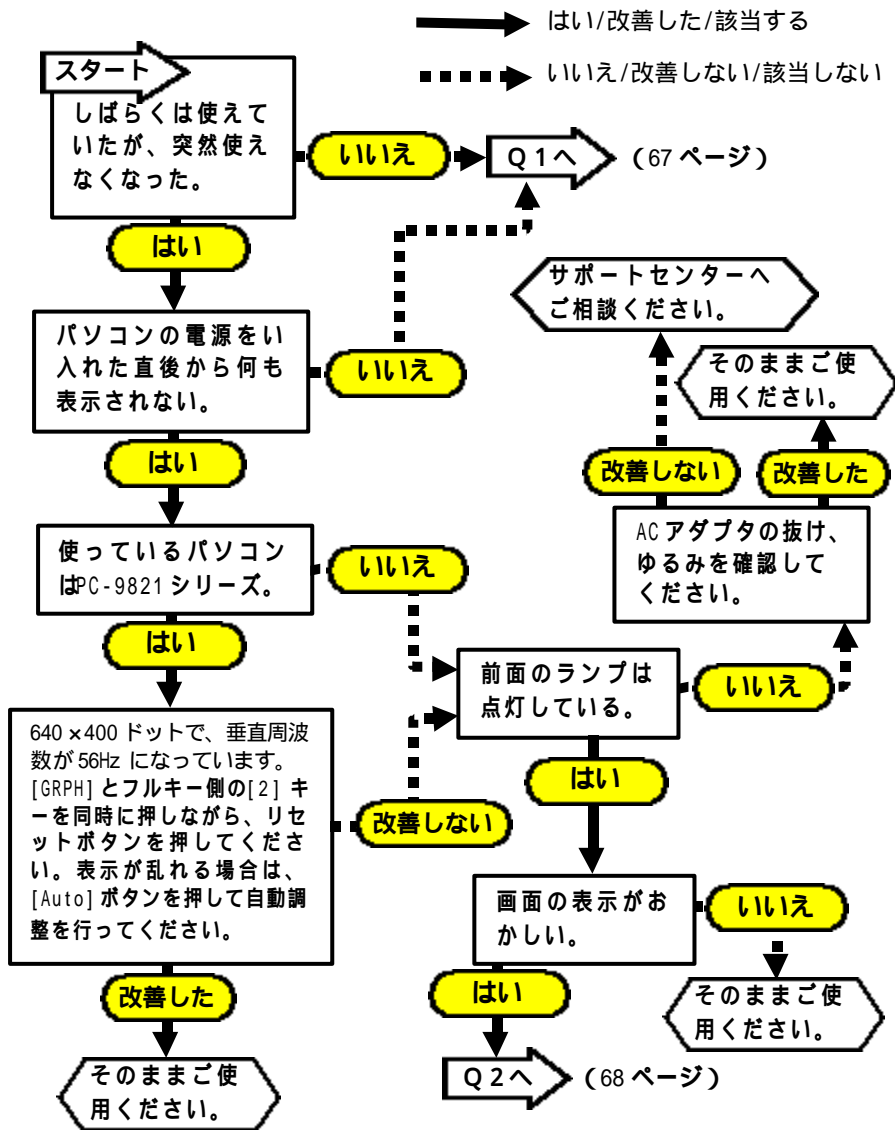 はい/改善した/該当する
いいえ/改善しない/該当しない
スタート
しばらくは使えて
いたが、突然使え
なくなった。
いいえ
Q1へ
(67 ページ)
はい
パソコンの電源をい
入れた直後から何も
表示されない。
いいえ
サポートセンターへ
ご相談ください。
そのままご使
用ください。
はい
改善しない
改善した
使っているパソコン
はPC-9821シリーズ。
いいえ
ACアダプタの抜け、
ゆるみを確認して
ください。
はい
前面のランプは
点灯している。
いいえ
640×400 ドットで、垂直周波
数が56Hz になっています。
[GRPH]とフルキー側の[2] キ
ーを同時に押しながら、リセ
ットボタンを押してくださ
い。表示が乱れる場合は、
[Auto]ボタンを押して自動調
整を行ってください。
改善しない
はい
画面の表示がお
かしい。
いいえ
改善した
はい
そのままご使
用ください。
そのままご使
用ください。
Q2へ
(68 ページ)